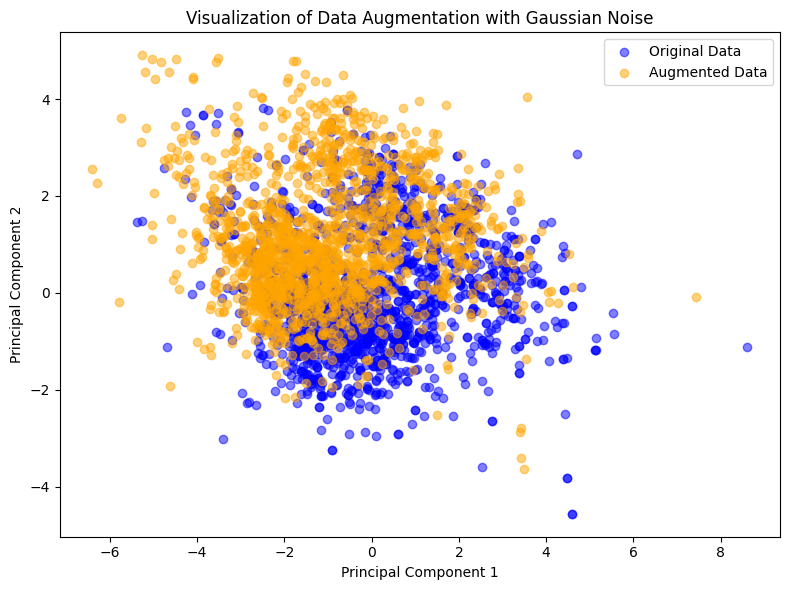 Visualization of Data Augmentation with Gaussian Noise
Original Data
Augmented Data
Principal Component 2
4
2
0
−2
−4
−6 −4 −2 0 2 4 6 8
Principal Component 1